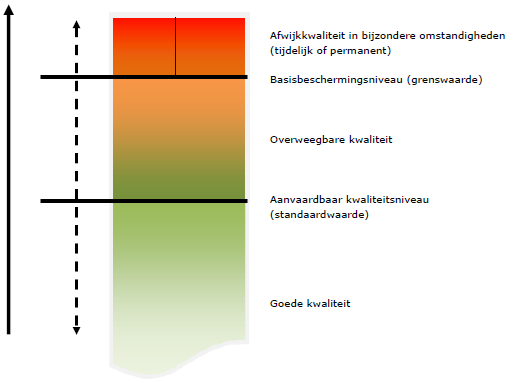 Afwijkkwaliteit in bijzondere omstandigheden
(tijdelijk of permanent)
Basisbeschermingsniveau (grenswaarde)
Overweegbare kwaliteit
Aanvaardbaar kwaliteitsniveau
(standaardwaarde)
Goede kwaliteit